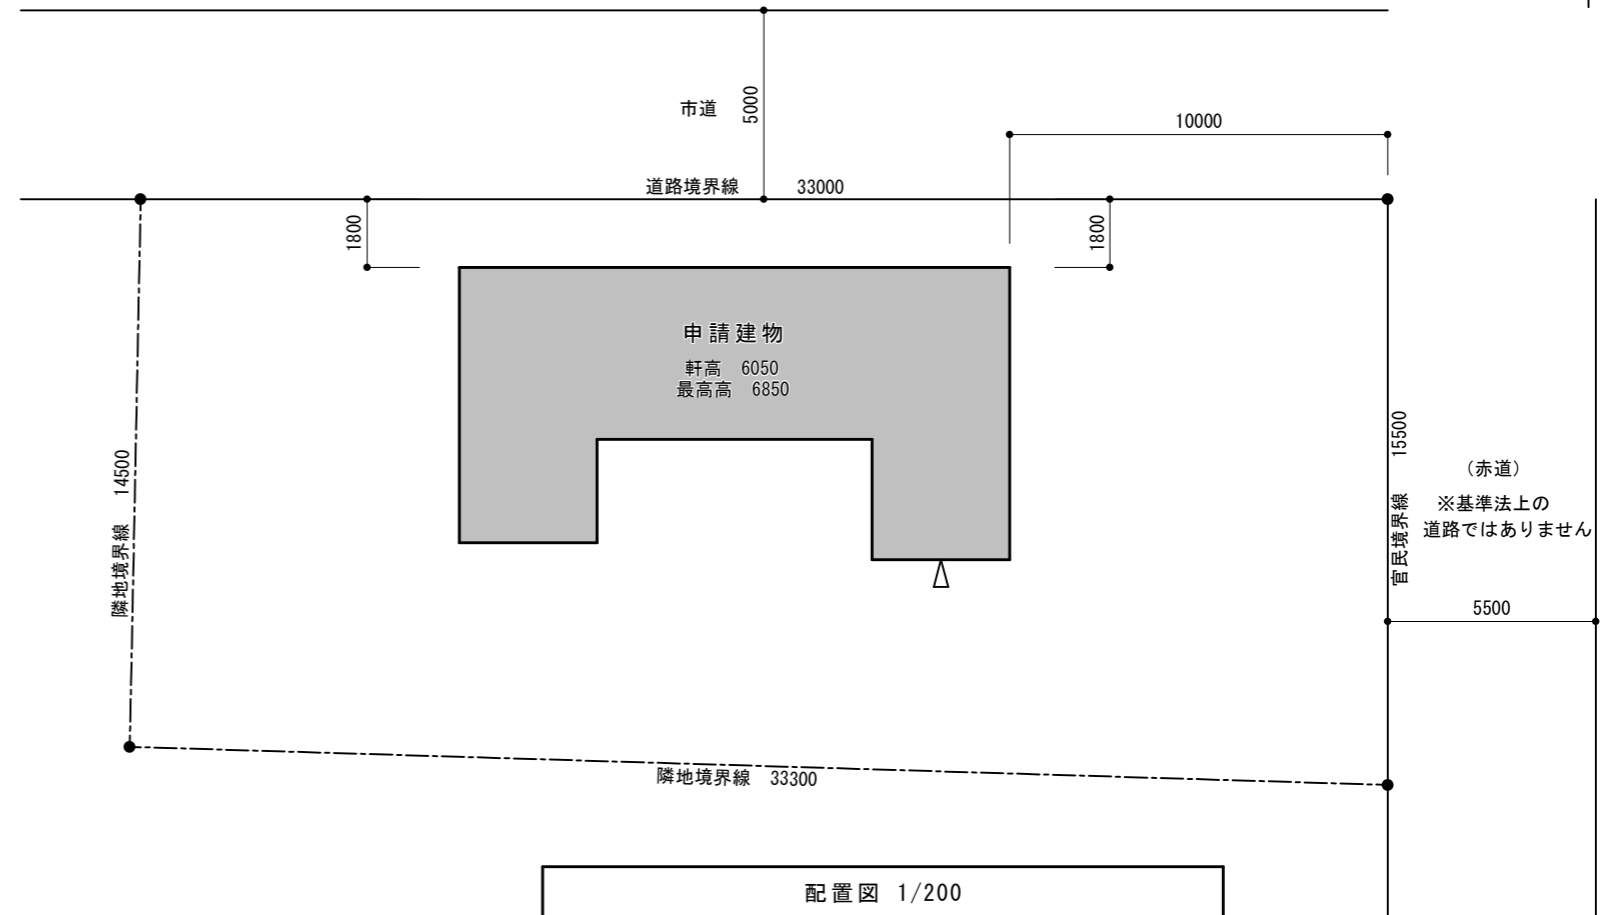 市道
5000
10000
道路境界線 33000
1800
1800
申請建物
軒高 6050
最高高 6850
隣地境界線 14500
官民境界線 15500
（赤道）
※基準法上の
道路ではありません
5500
隣地境界線 33300
配置図 1/200